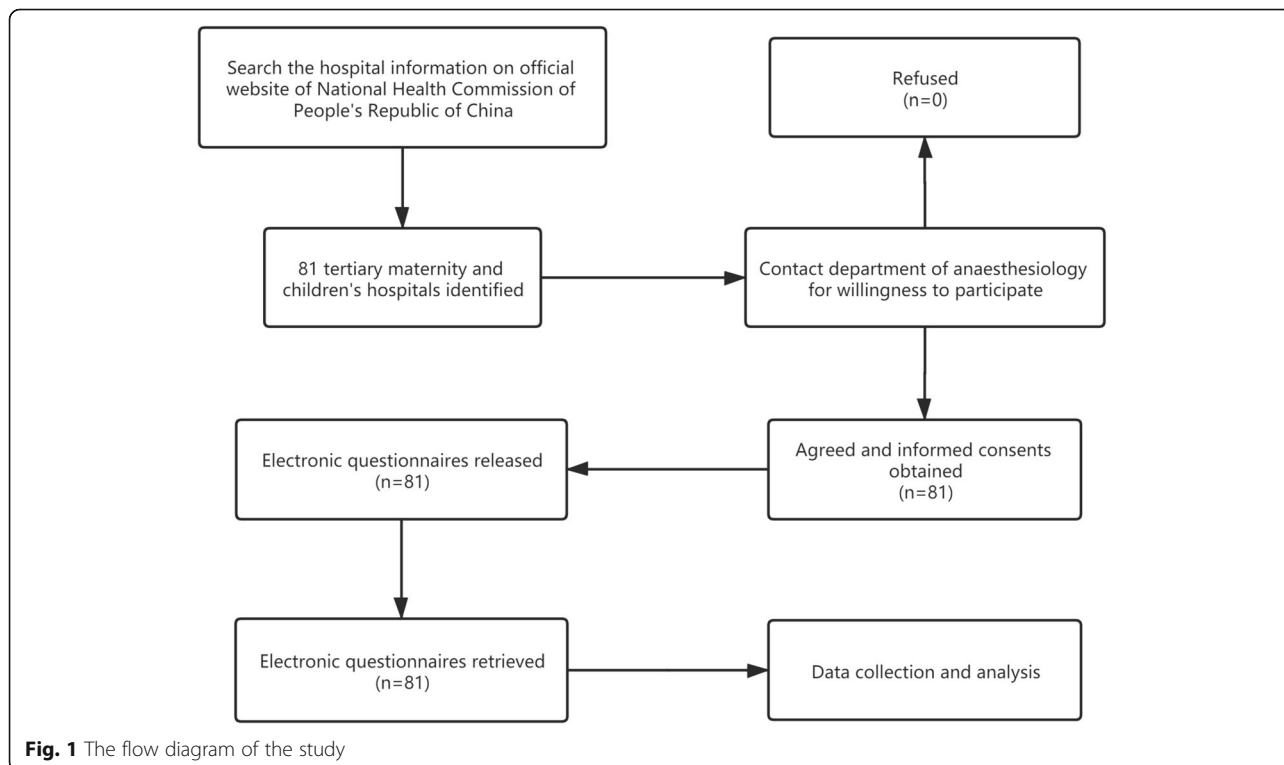 Search the hospital information on official
website of National Health Commission of
People's Republic of China
Refused
(n=0)
81 tertiary maternity and
children's hospitals identified
Contact department of anaesthesiology
for willingness to participate
Electronic questionnaires released
(n=81)
Agreed and informed consents
obtained
(n=81)
Electronic questionnaires retrieved
(n=81)
Data collection and analysis
Fig. 1 The flow diagram of the study